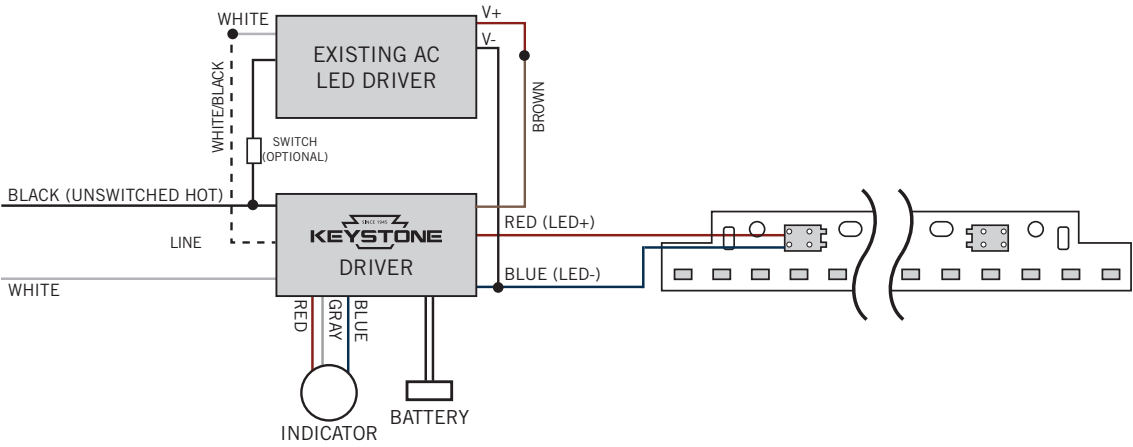 WHITE
V+
V-
EXISTING AC
LED DRIVER
WHITE/BLACK
BROWN
SWITCH
(OPTIONAL)
BLACK (UNSWITCHED HOT)
SINCE 1945
KEYSTONE
DRIVER
RED (LED+)
LINE
BLUE (LED-)
WHITE
RED
GRAY
BLUE
BATTERY
INDICATOR